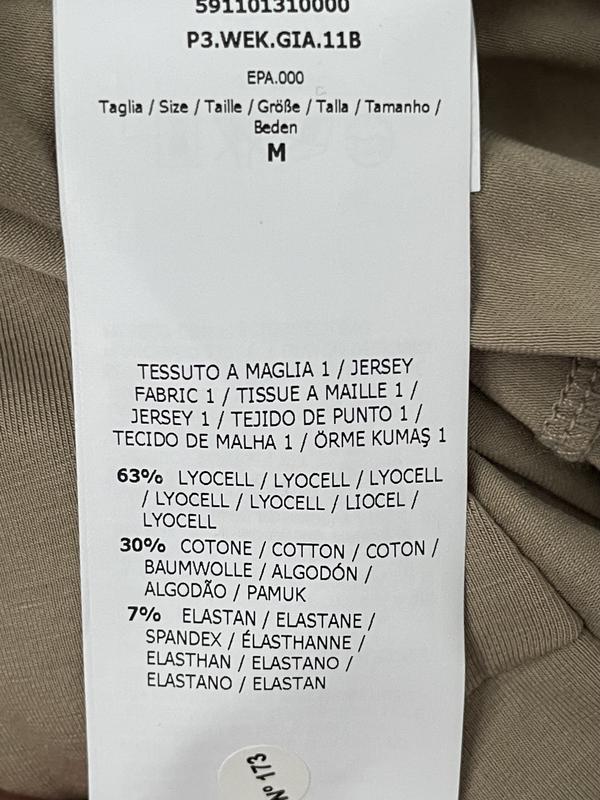 591101310000
P3.WEK.GIA.11B
EPA.000
Taglia / Size / Taille / Größe / Talla / Tamanho /
Beden
M
TESSUTO A MAGLIA 1 / JERSEY
FABRIC 1 / TISSUE A MAILLE 1 /
JERSEY 1 / TEJIDO DE PUNTO 1 /
TECIDO DE MALHA 1 / ÖRME KUMAŞ 1
63% LYOCELL / LYOCELL / LYOCELL
/ LYOCELL / LYOCELL / LIOCEL /
LYOCELL
30% COTONE / COTTON / COTON /
BAUMWOLLE / ALGODÓN /
ALGODÃO / PAMUK
7% ELASTAN / ELASTANE /
SPANDEX / ÉLASTHANNE /
ELASTHAN / ELASTANO /
ELASTANO / ELASTAN
Nº 173